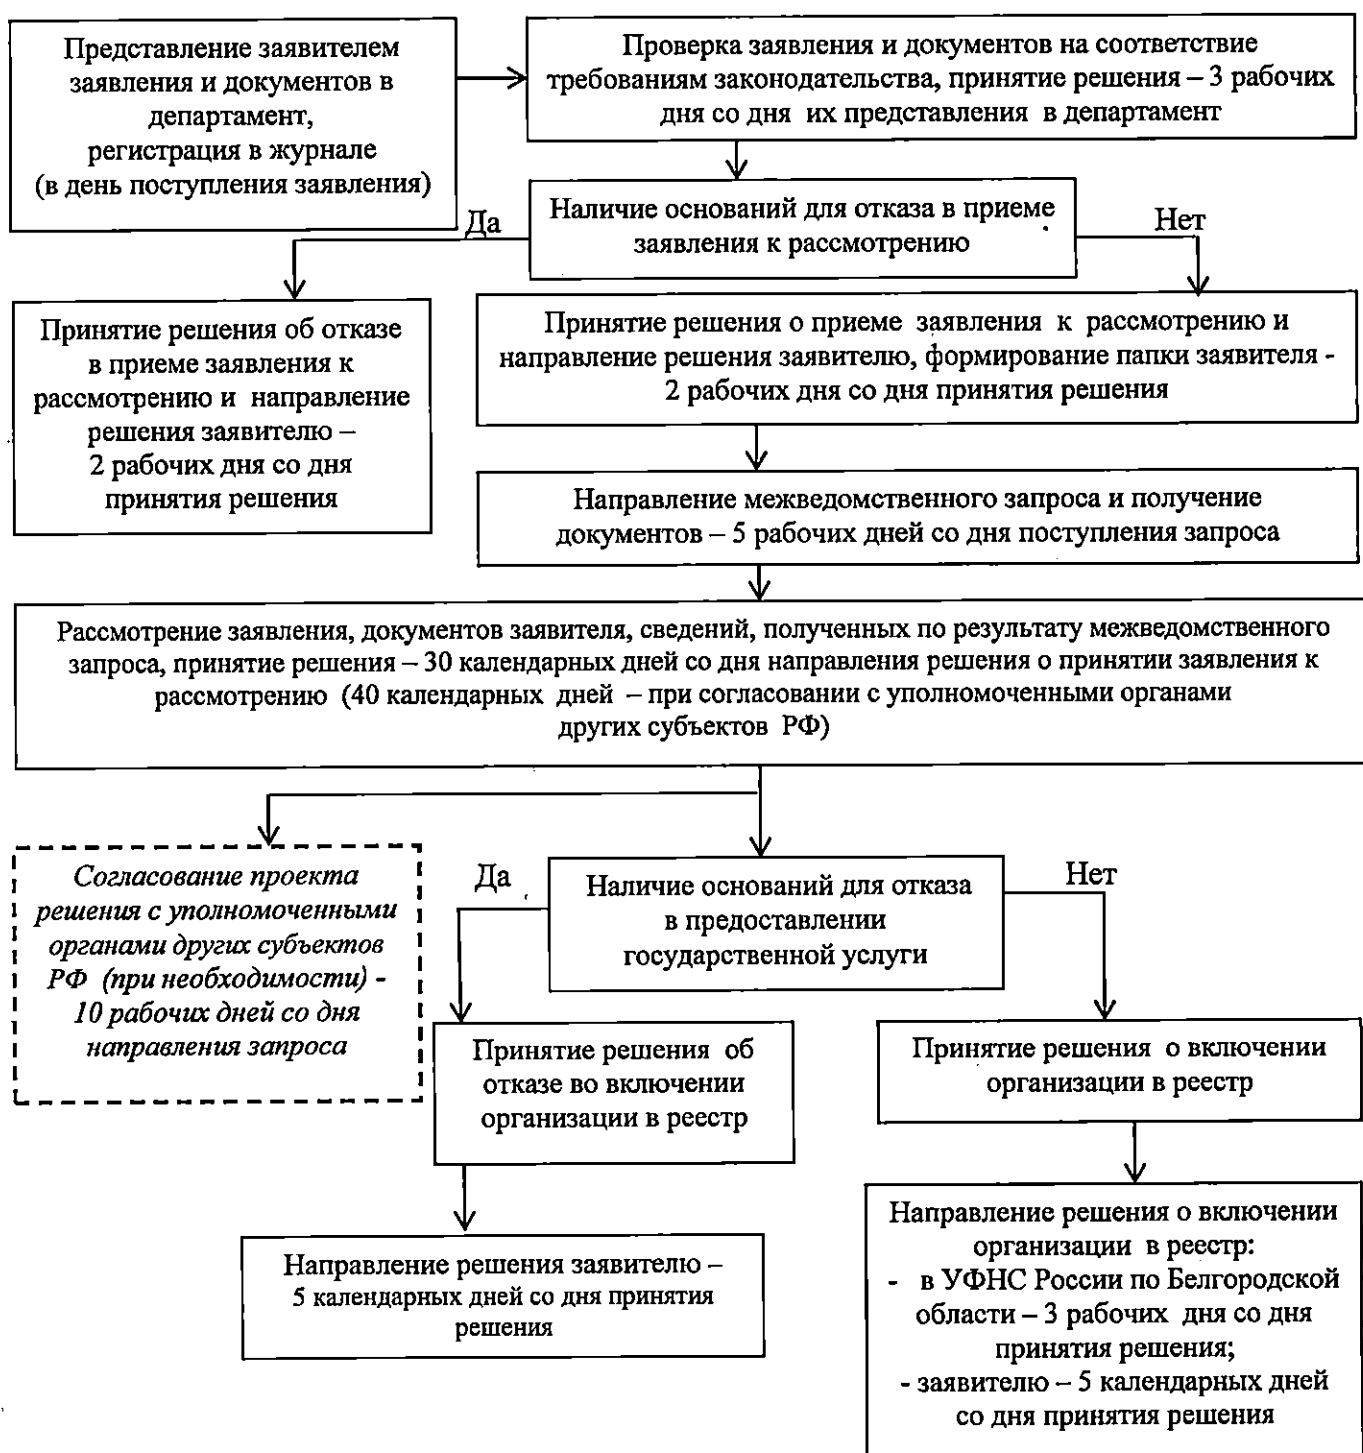 Представление заявителем
заявления и документов в
департамент,
регистрация в журнале
(в день поступления заявления)
Проверка заявления и документов на соответствие
требованиям законодательства, принятие решения – 3 рабочих
дня со дня их представления в департамент
Наличие оснований для отказа в приеме
заявления к рассмотрению
Да
Нет
Принятие решения об отказе
в приеме заявления к
рассмотрению и направление
решения заявителю –
2 рабочих дня со дня
принятия решения
Принятие решения о приеме заявления к рассмотрению и
направление решения заявителю, формирование папки заявителя -
2 рабочих дня со дня принятия решения
Направление межведомственного запроса и получение
документов – 5 рабочих дней со дня поступления запроса
Рассмотрение заявления, документов заявителя, сведений, полученных по результату межведомственного
запроса, принятие решения – 30 календарных дней со дня направления решения о принятии заявления к
рассмотрению (40 календарных дней – при согласовании с уполномоченными органами
других субъектов РФ)
Согласование проекта
решения с уполномоченными
органами других субъектов
РФ (при необходимости) -
10 рабочих дней со дня
направления запроса
Да
Наличие оснований для отказа
в предоставлении
государственной услуги
Нет
Принятие решения об
отказе во включении
организации в реестр
Принятие решения о включении
организации в реестр
Направление решения заявителю –
5 календарных дней со дня принятия
решения
Направление решения о включении
организации в реестр:
- в УФНС России по Белгородской
области – 3 рабочих дня со дня
принятия решения;
- заявителю – 5 календарных дней
со дня принятия решения